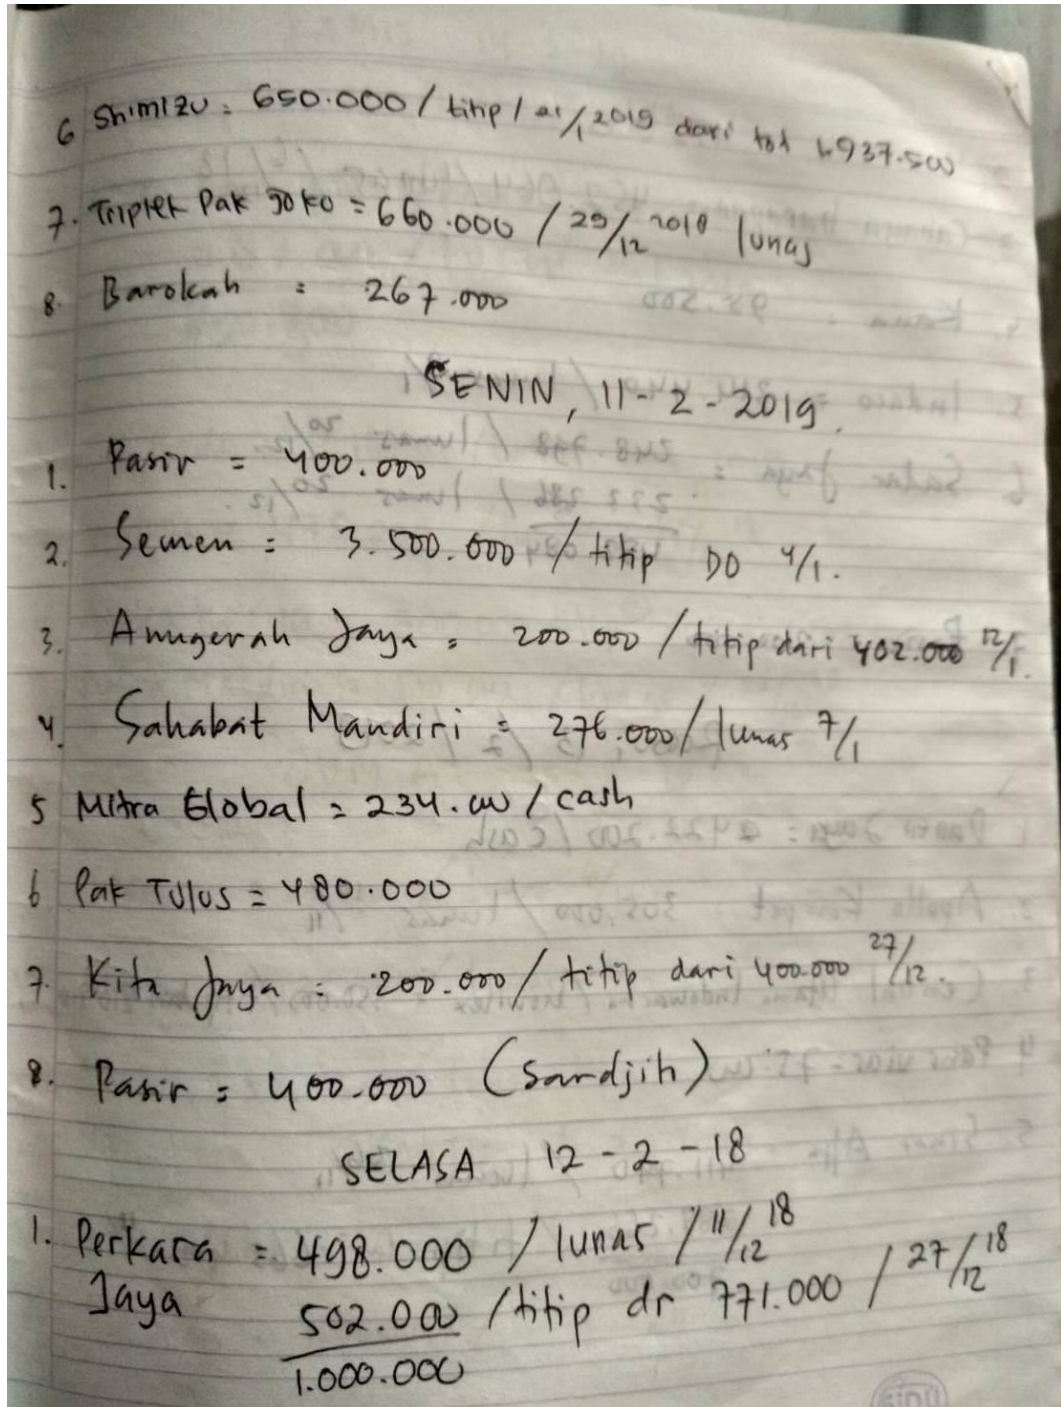 6 Shimizu = 650.000 / titip / 21/1 2019 dari tot 937.500
7. Triplek Pak Joko = 660.000 / 29/12 2018 lunas
8. Barokah = 267.000
SENIN, 11-2-2019.
1. Pasir = 400.000
2. Semen = 3.500.000 / titip DO 4/1.
3. Anugerah Jaya = 200.000 / titip dari 402.000 12/1.
4. Sahabat Mandiri = 276.000 / lunas 7/1
5 Mitra Global = 234.000 / cash
6 Pak Tulus = 480.000
7. Kita Jaya = 200.000 / titip dari 400.000 27/12.
8. Pasir = 400.000 (Sardjih)
SELASA 12-2-18
1. Perkara = 498.000 / lunas / 11/12 18
Jaya 502.000 / titip dr 771.000 / 27/12 18
1.000.000